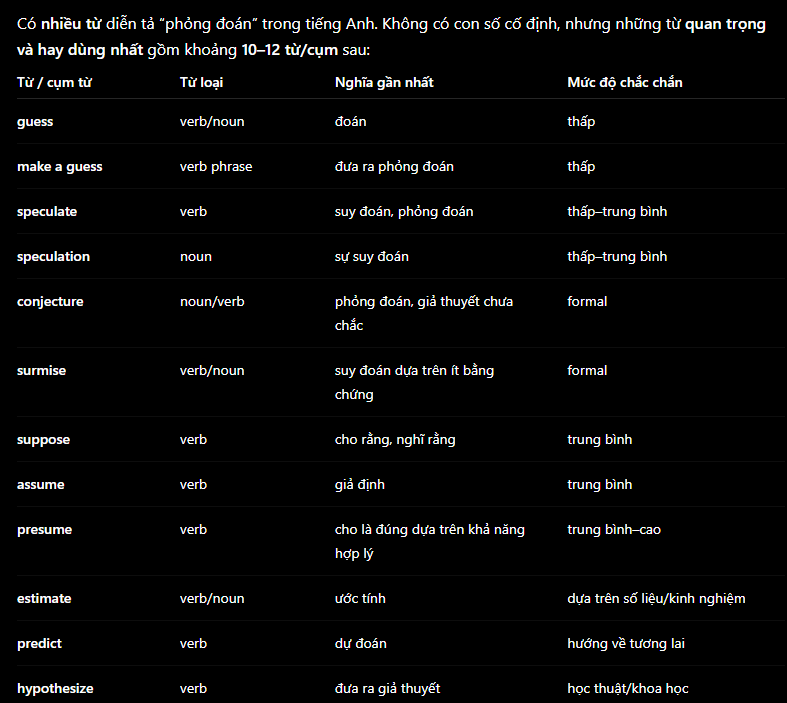 Có nhiều từ diễn tả “phỏng đoán” trong tiếng Anh. Không có con số cố định, nhưng những từ quan trọng
và hay dùng nhất gồm khoảng 10–12 từ/cụm sau:
Từ / cụm từ Từ loại Nghĩa gần nhất Mức độ chắc chắn
guess verb/noun đoán thấp
make a guess verb phrase đưa ra phỏng đoán thấp
speculate verb suy đoán, phỏng đoán thấp–trung bình
speculation noun sự suy đoán thấp–trung bình
conjecture noun/verb phỏng đoán, giả thuyết chưa formal
chắc
surmise verb/noun suy đoán dựa trên ít bằng formal
chứng
suppose verb cho rằng, nghĩ rằng trung bình
assume verb giả định trung bình
presume verb cho là đúng dựa trên khả năng trung bình–cao
hợp lý
estimate verb/noun ước tính dựa trên số liệu/kinh nghiệm
predict verb dự đoán hướng về tương lai
hypothesize verb đưa ra giả thuyết học thuật/khoa học